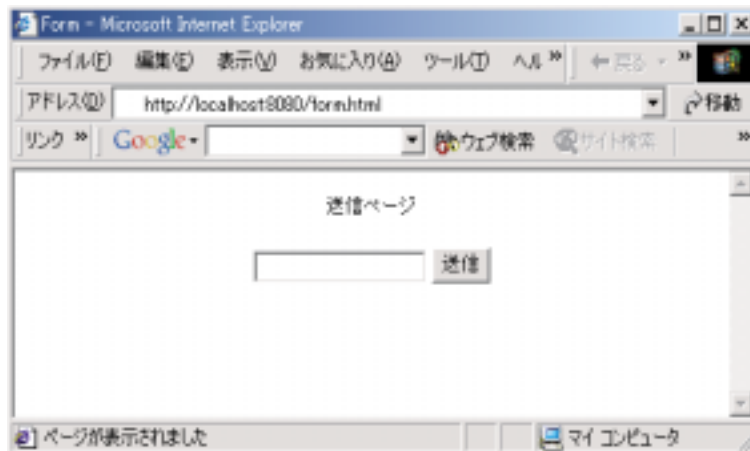 Form - Microsoft Internet Explorer
ファイル(F) 編集(E) 表示(V) お気に入り(A) ツール(T) ヘル » 戻る »
アドレス(D) http://localhost:8080/form.html 移動
リンク » Google ウェブ検索 サイト検索 »
送信ページ
送信
ページが表示されました マイ コンピュータ